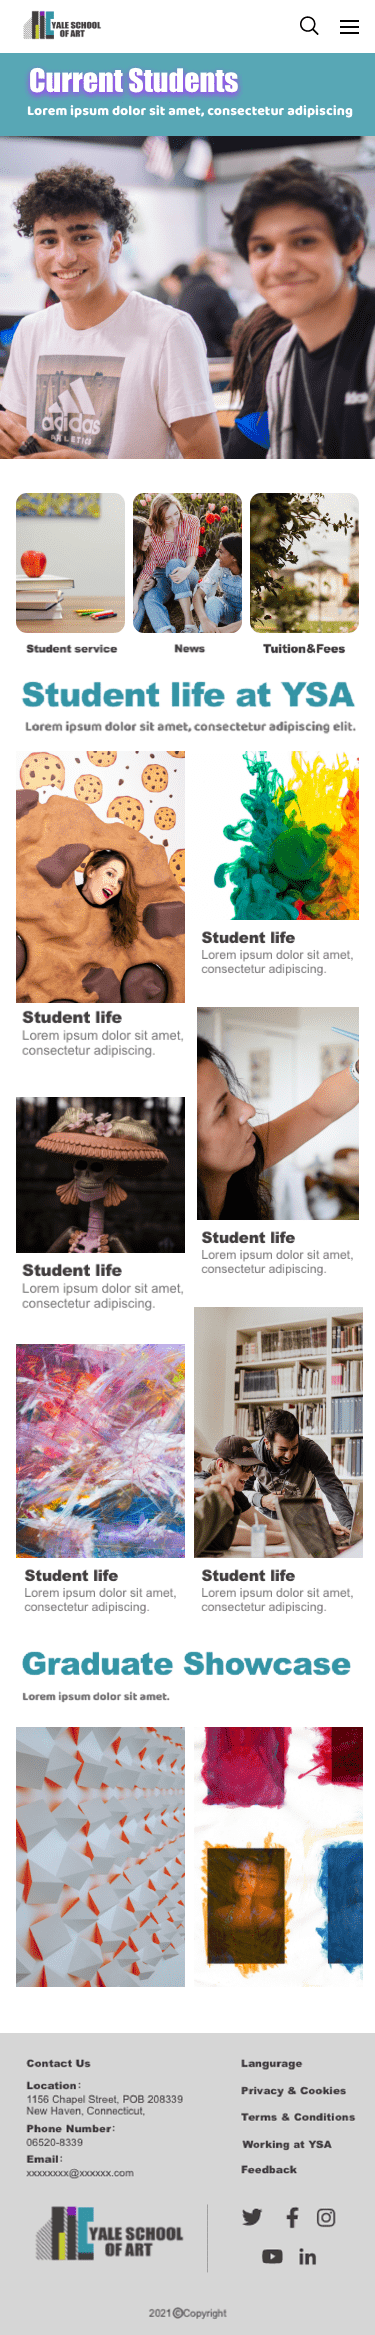 YALE SCHOOL
OF ART
Current Students
Lorem ipsum dolor sit amet, consectetur adipiscing
adidas
ATHLETICS
Student service
News
Tuition&Fees
Student life at YSA
Lorem ipsum dolor sit amet, consectetur adipiscing elit.
Student life
Lorem ipsum dolor sit amet,
consectetur adipiscing.
Student life
Lorem ipsum dolor sit amet,
consectetur adipiscing.
Student life
Lorem ipsum dolor sit amet,
consectetur adipiscing.
Student life
Lorem ipsum dolor sit amet,
consectetur adipiscing.
Student life
Lorem ipsum dolor sit amet,
consectetur adipiscing.
Student life
Lorem ipsum dolor sit amet,
consectetur adipiscing.
Graduate Showcase
Lorem ipsum dolor sit amet.
Contact Us
Location:
1156 Chapel Street, POB 208339
New Haven, Connecticut,
Phone Number:
06520-8339
Email:
xxxxxxxx@xxxxxx.com
Langurage
Privacy & Cookies
Terms & Conditions
Working at YSA
Feedback
YALE SCHOOL
OF ART
2021©Copyright